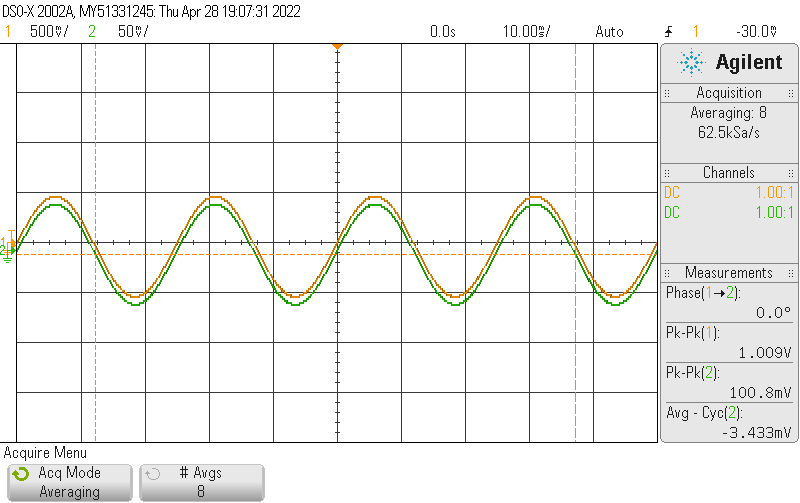 DSO-X 2002A, MY51331245: Thu Apr 28 19:07:31 2022
1 500mV/ 2 50mV/ 0.0s 10.00ms/ Auto 1 -30.0mV
Agilent
Acquisition
Averaging: 8
62.5kSa/s
Channels
DC 1.00:1
DC 1.00:1
Measurements
Phase(1→2):
0.0°
Pk-Pk(1):
1.009V
Pk-Pk(2):
100.8mV
Avg - Cyc(2):
-3.433mV
1
2
Acquire Menu
Acq Mode
Averaging
# Avgs
8